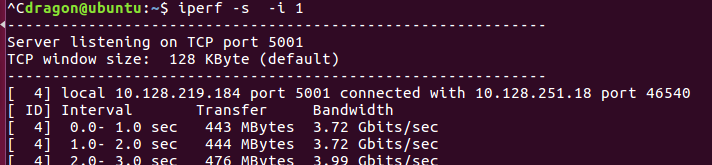 ^Cdragon@ubuntu:~$ iperf -s  -i 1
------------------------------------------------------------
Server listening on TCP port 5001
TCP window size:  128 KByte (default)
------------------------------------------------------------
[  4] local 10.128.219.184 port 5001 connected with 10.128.251.18 port 46540
[ ID] Interval       Transfer     Bandwidth
[  4]  0.0- 1.0 sec   443 MBytes  3.72 Gbits/sec
[  4]  1.0- 2.0 sec   444 MBytes  3.72 Gbits/sec
[  4]  2.0- 3.0 sec   476 MBytes  3.99 Gbits/sec